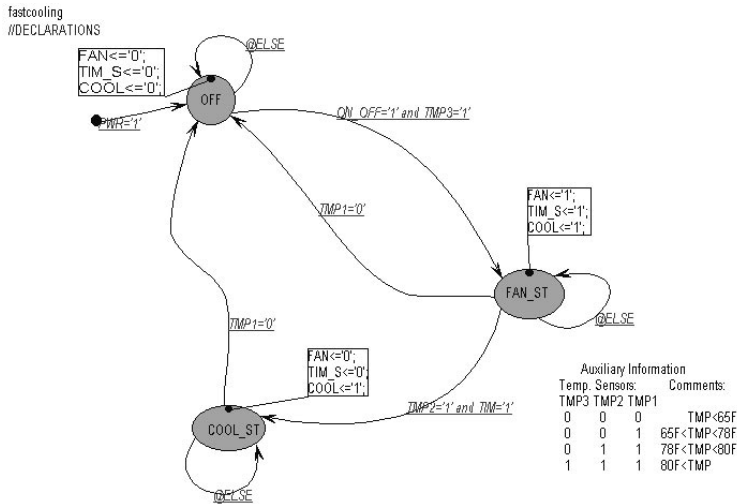 fastcooling
//DECLARATIONS
FAN<='0';
TIM_S<='0';
COOL<='0';
@ELSE
OFF
PWR='1'
ON_OFF='1' and TMP3='1'
TMP1='0'
FAN<='1';
TIM_S<='1';
COOL<='1';
FAN_ST
@ELSE
TMP1='0'
FAN<='0';
TIM_S<='0';
COOL<='1';
TMP2='1' and TIM='1'
COOL_ST
@ELSE
Auxiliary Information
Temp. Sensors: Comments:
TMP3 TMP2 TMP1
0 0 0 TMP<65F
0 0 1 65F<TMP<78F
0 1 1 78F<TMP<80F
1 1 1 80F<TMP